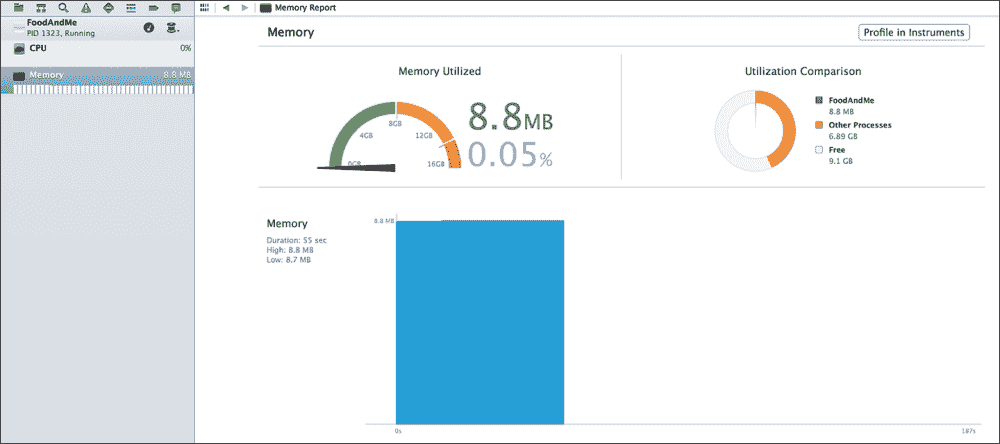 FoodAndMe
PID 1323, Running
CPU 0%
Memory 8.8 MB
Memory Report
Memory
Profile in Instruments
Memory Utilized
0GB
4GB
8GB
12GB
16GB
8.8MB
0.05%
Utilization Comparison
FoodAndMe
8.8 MB
Other Processes
6.89 GB
Free
9.1 GB
Memory
Duration: 55 sec
High: 8.8 MB
Low: 8.7 MB
8.8 MB
0s
187s